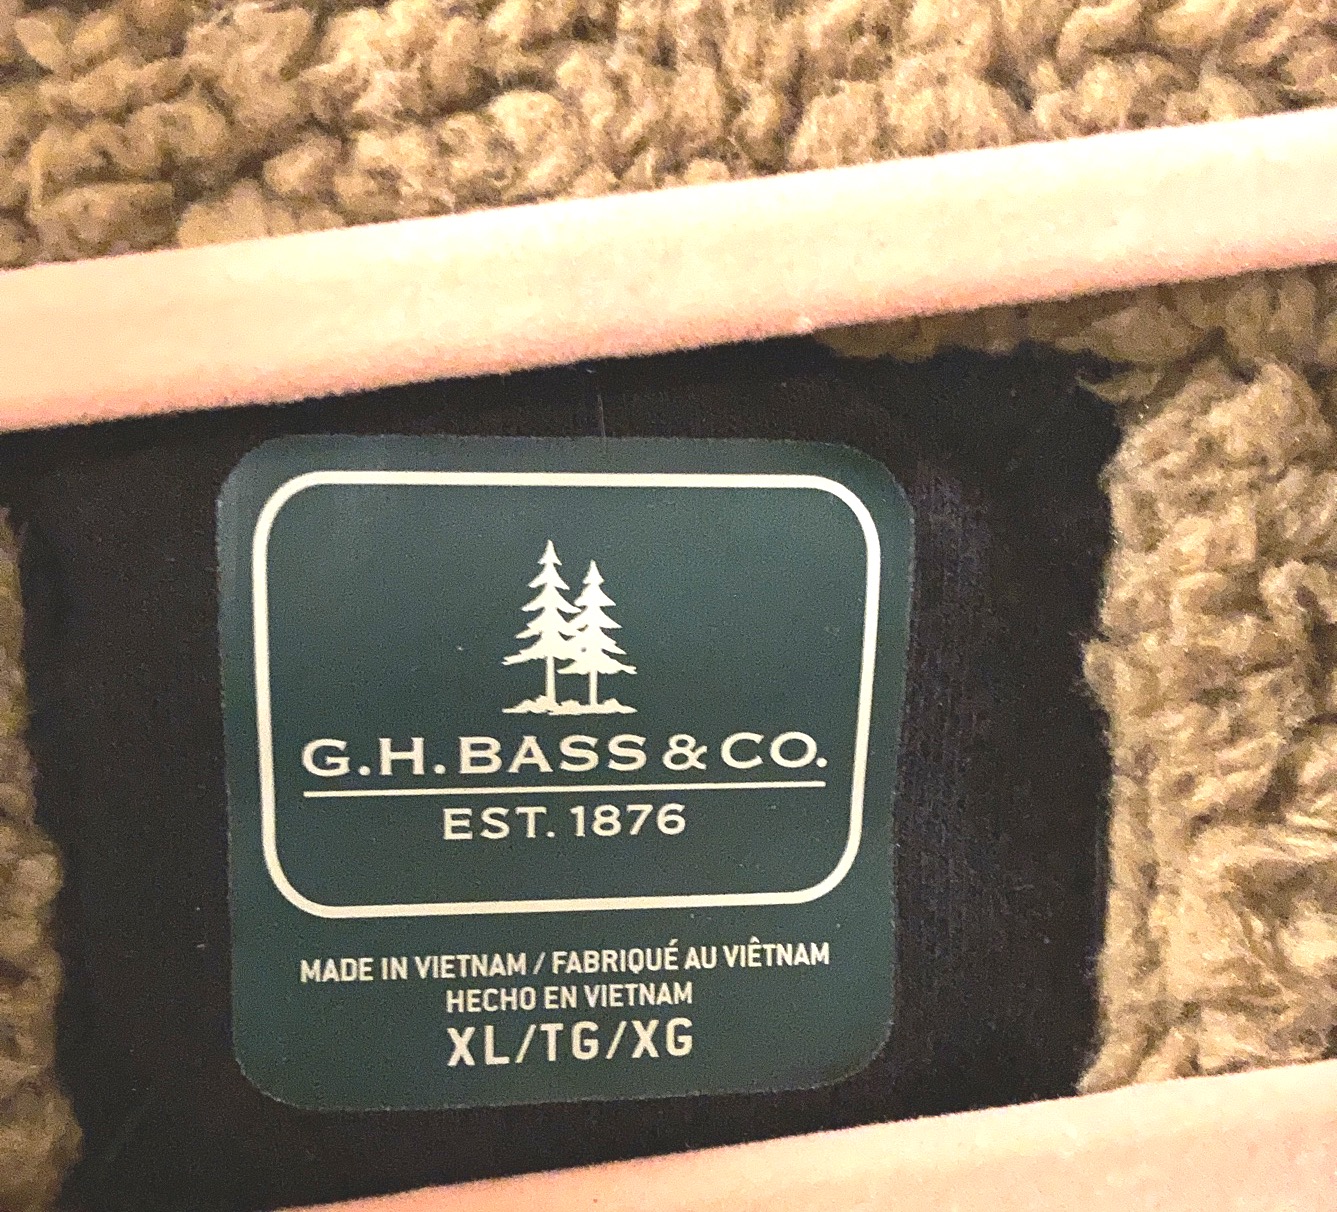 G.H. BASS & CO.
EST. 1876
MADE IN VIETNAM / FABRIQUÉ AU VIÊTNAM
HECHO EN VIETNAM
XL/TG/XG